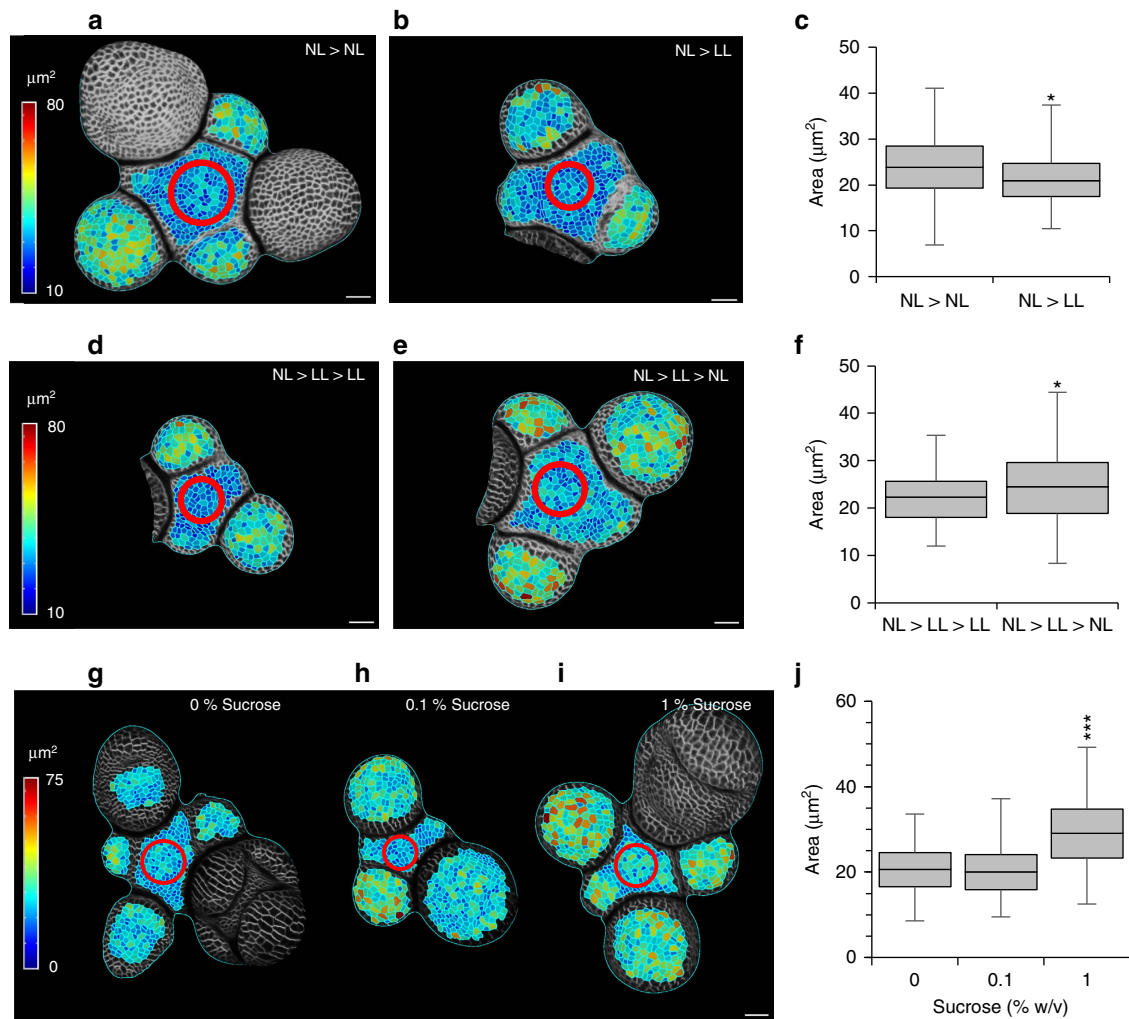 a
b
c
NL > NL
NL > LL
μm²
80
10
50
40
30
20
10
0
Area (μm²)
*
NL > NL
NL > LL
d
e
f
NL > LL > LL
NL > LL > NL
μm²
80
10
50
40
30
20
10
0
Area (μm²)
*
NL > LL > LL
NL > LL > NL
g
h
i
j
0 % Sucrose
0.1 % Sucrose
1 % Sucrose
μm²
75
0
60
40
20
0
Area (μm²)
***
0
0.1
1
Sucrose (% w/v)